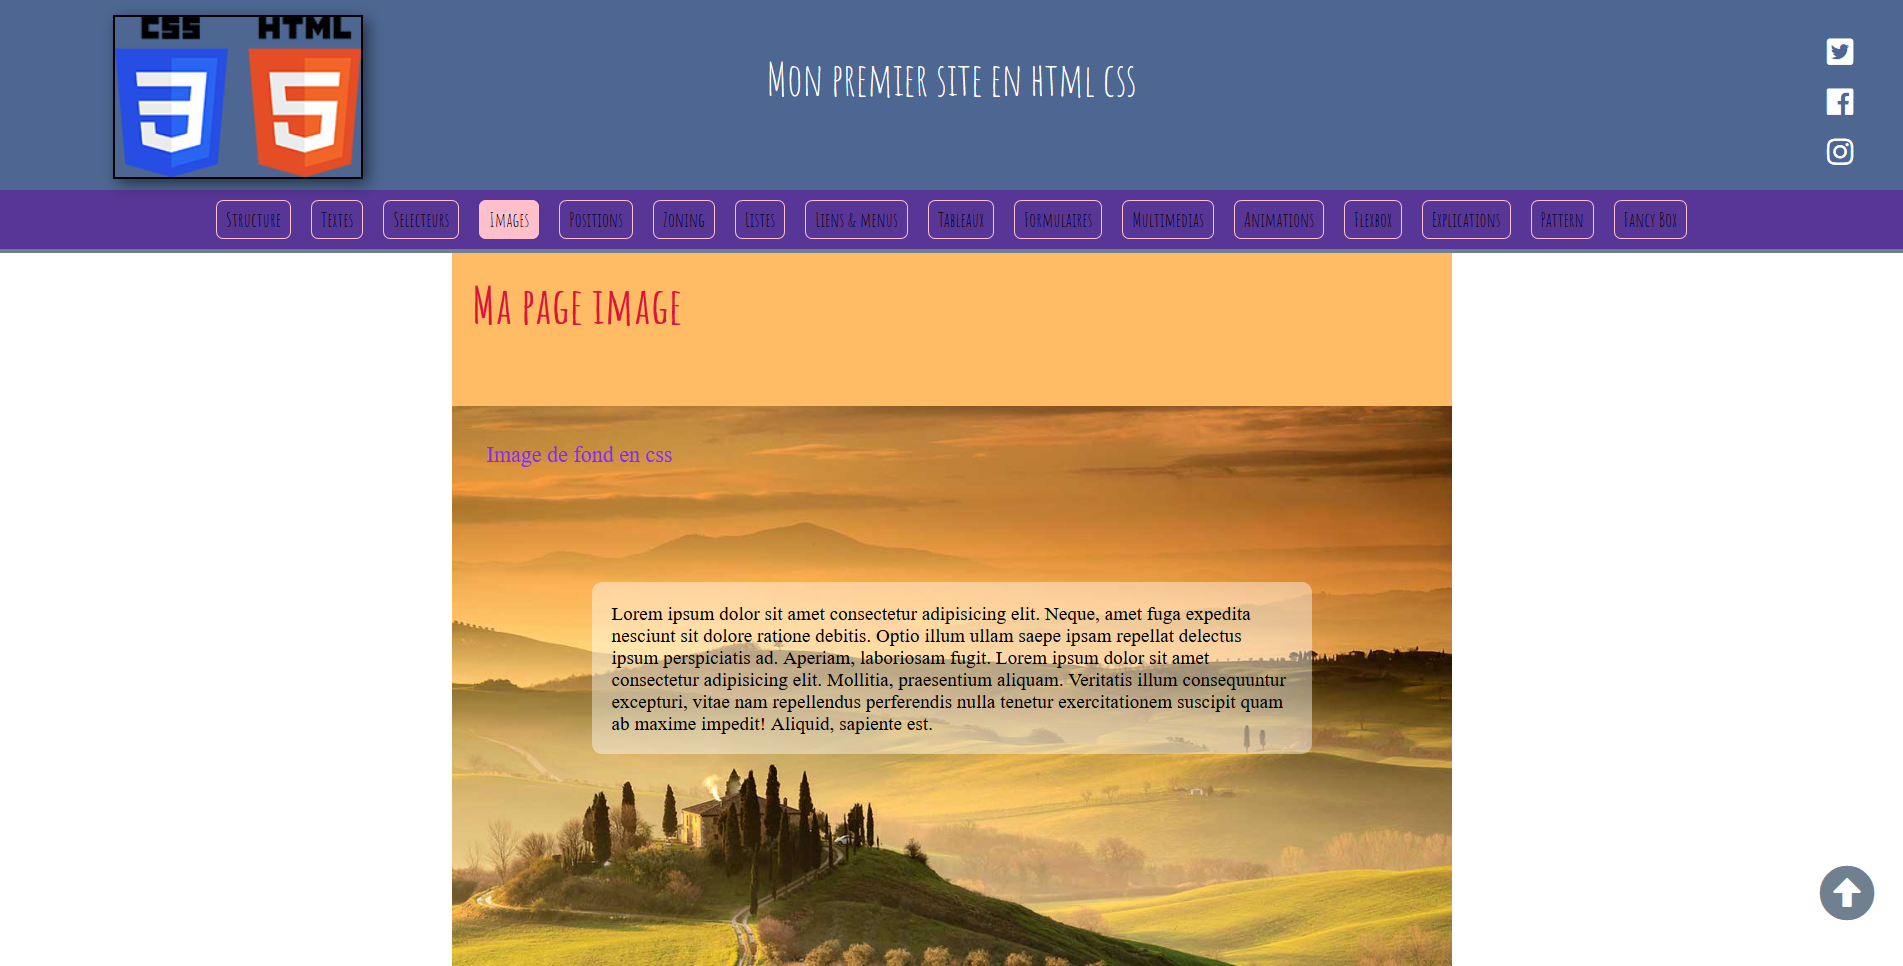 CSS HTML
Mon premier site en html css
Structure Textes Selecteurs Images Positions Zoning Listes Liens & menus Tableaux Formulaires Multimedias Animations Flexbox Explications Pattern Fancy Box
Ma page image
Image de fond en css
Lorem ipsum dolor sit amet consectetur adipisicing elit. Neque, amet fuga expedita
nesciunt sit dolore ratione debitis. Optio illum ullam saepe ipsam repellat delectus
ipsum perspiciatis ad. Aperiam, laboriosam fugit. Lorem ipsum dolor sit amet
consectetur adipisicing elit. Mollitia, praesentium aliquam. Veritatis illum consequuntur
excepturi, vitae nam repellendus perferendis nulla tenetur exercitationem suscipit quam
ab maxime impedit! Aliquid, sapiente est.